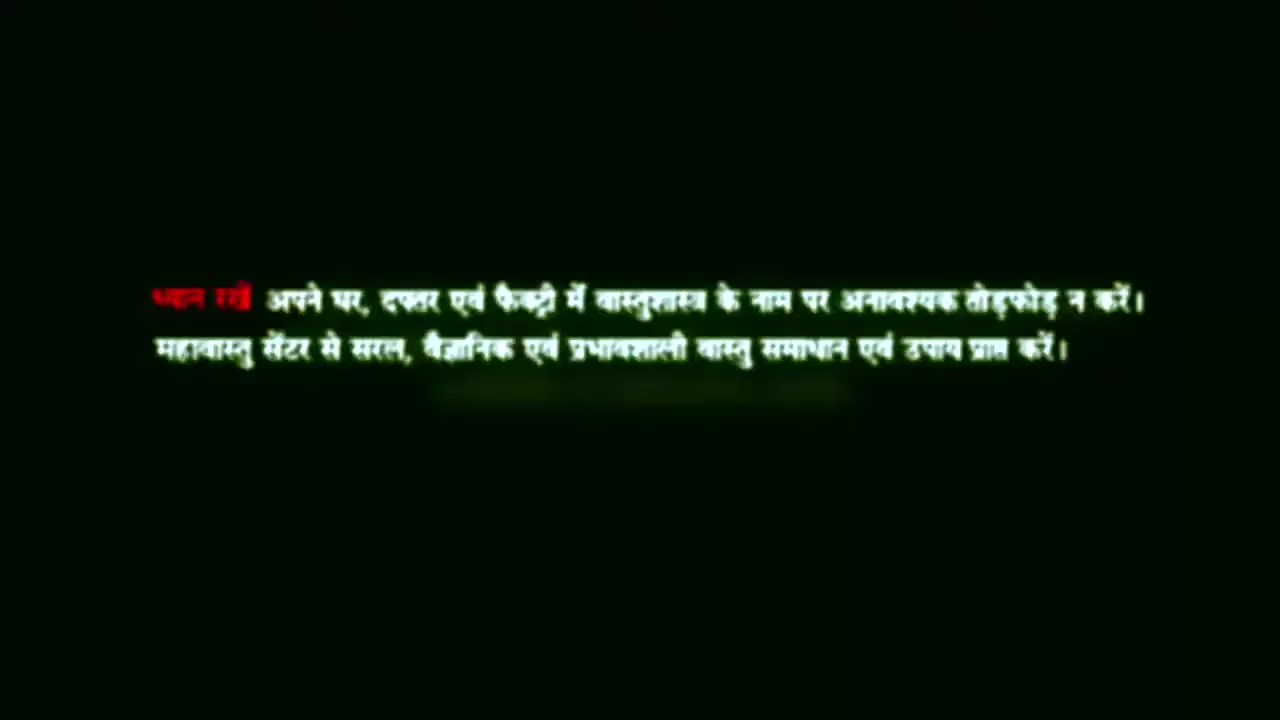 ध्यान रखें अपने घर, दफ्तर एवं फैक्ट्री में वास्तुशास्त्र के नाम पर अनावश्यक तोड़फोड़ न करें।
महावास्तु सेंटर से सरल, वैज्ञानिक एवं प्रभावशाली वास्तु समाधान एवं उपाय प्राप्त करें।